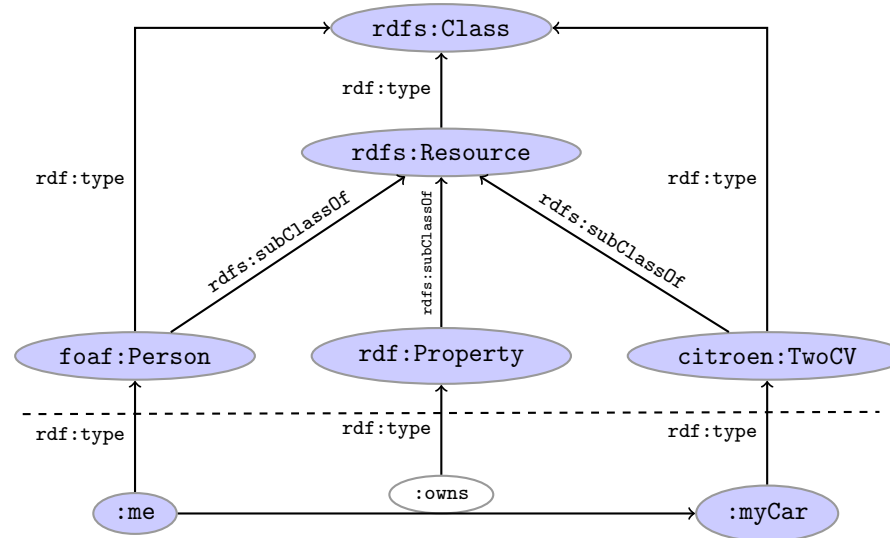 rdfs:Class
rdf:type
rdfs:Resource
rdf:type
rdf:type
rdfs:subClassOf
rdfs:subClassOf
rdfs:subClassOf
foaf:Person
rdf:Property
citroen:TwoCV
rdf:type
rdf:type
rdf:type
:owns
:me
:myCar